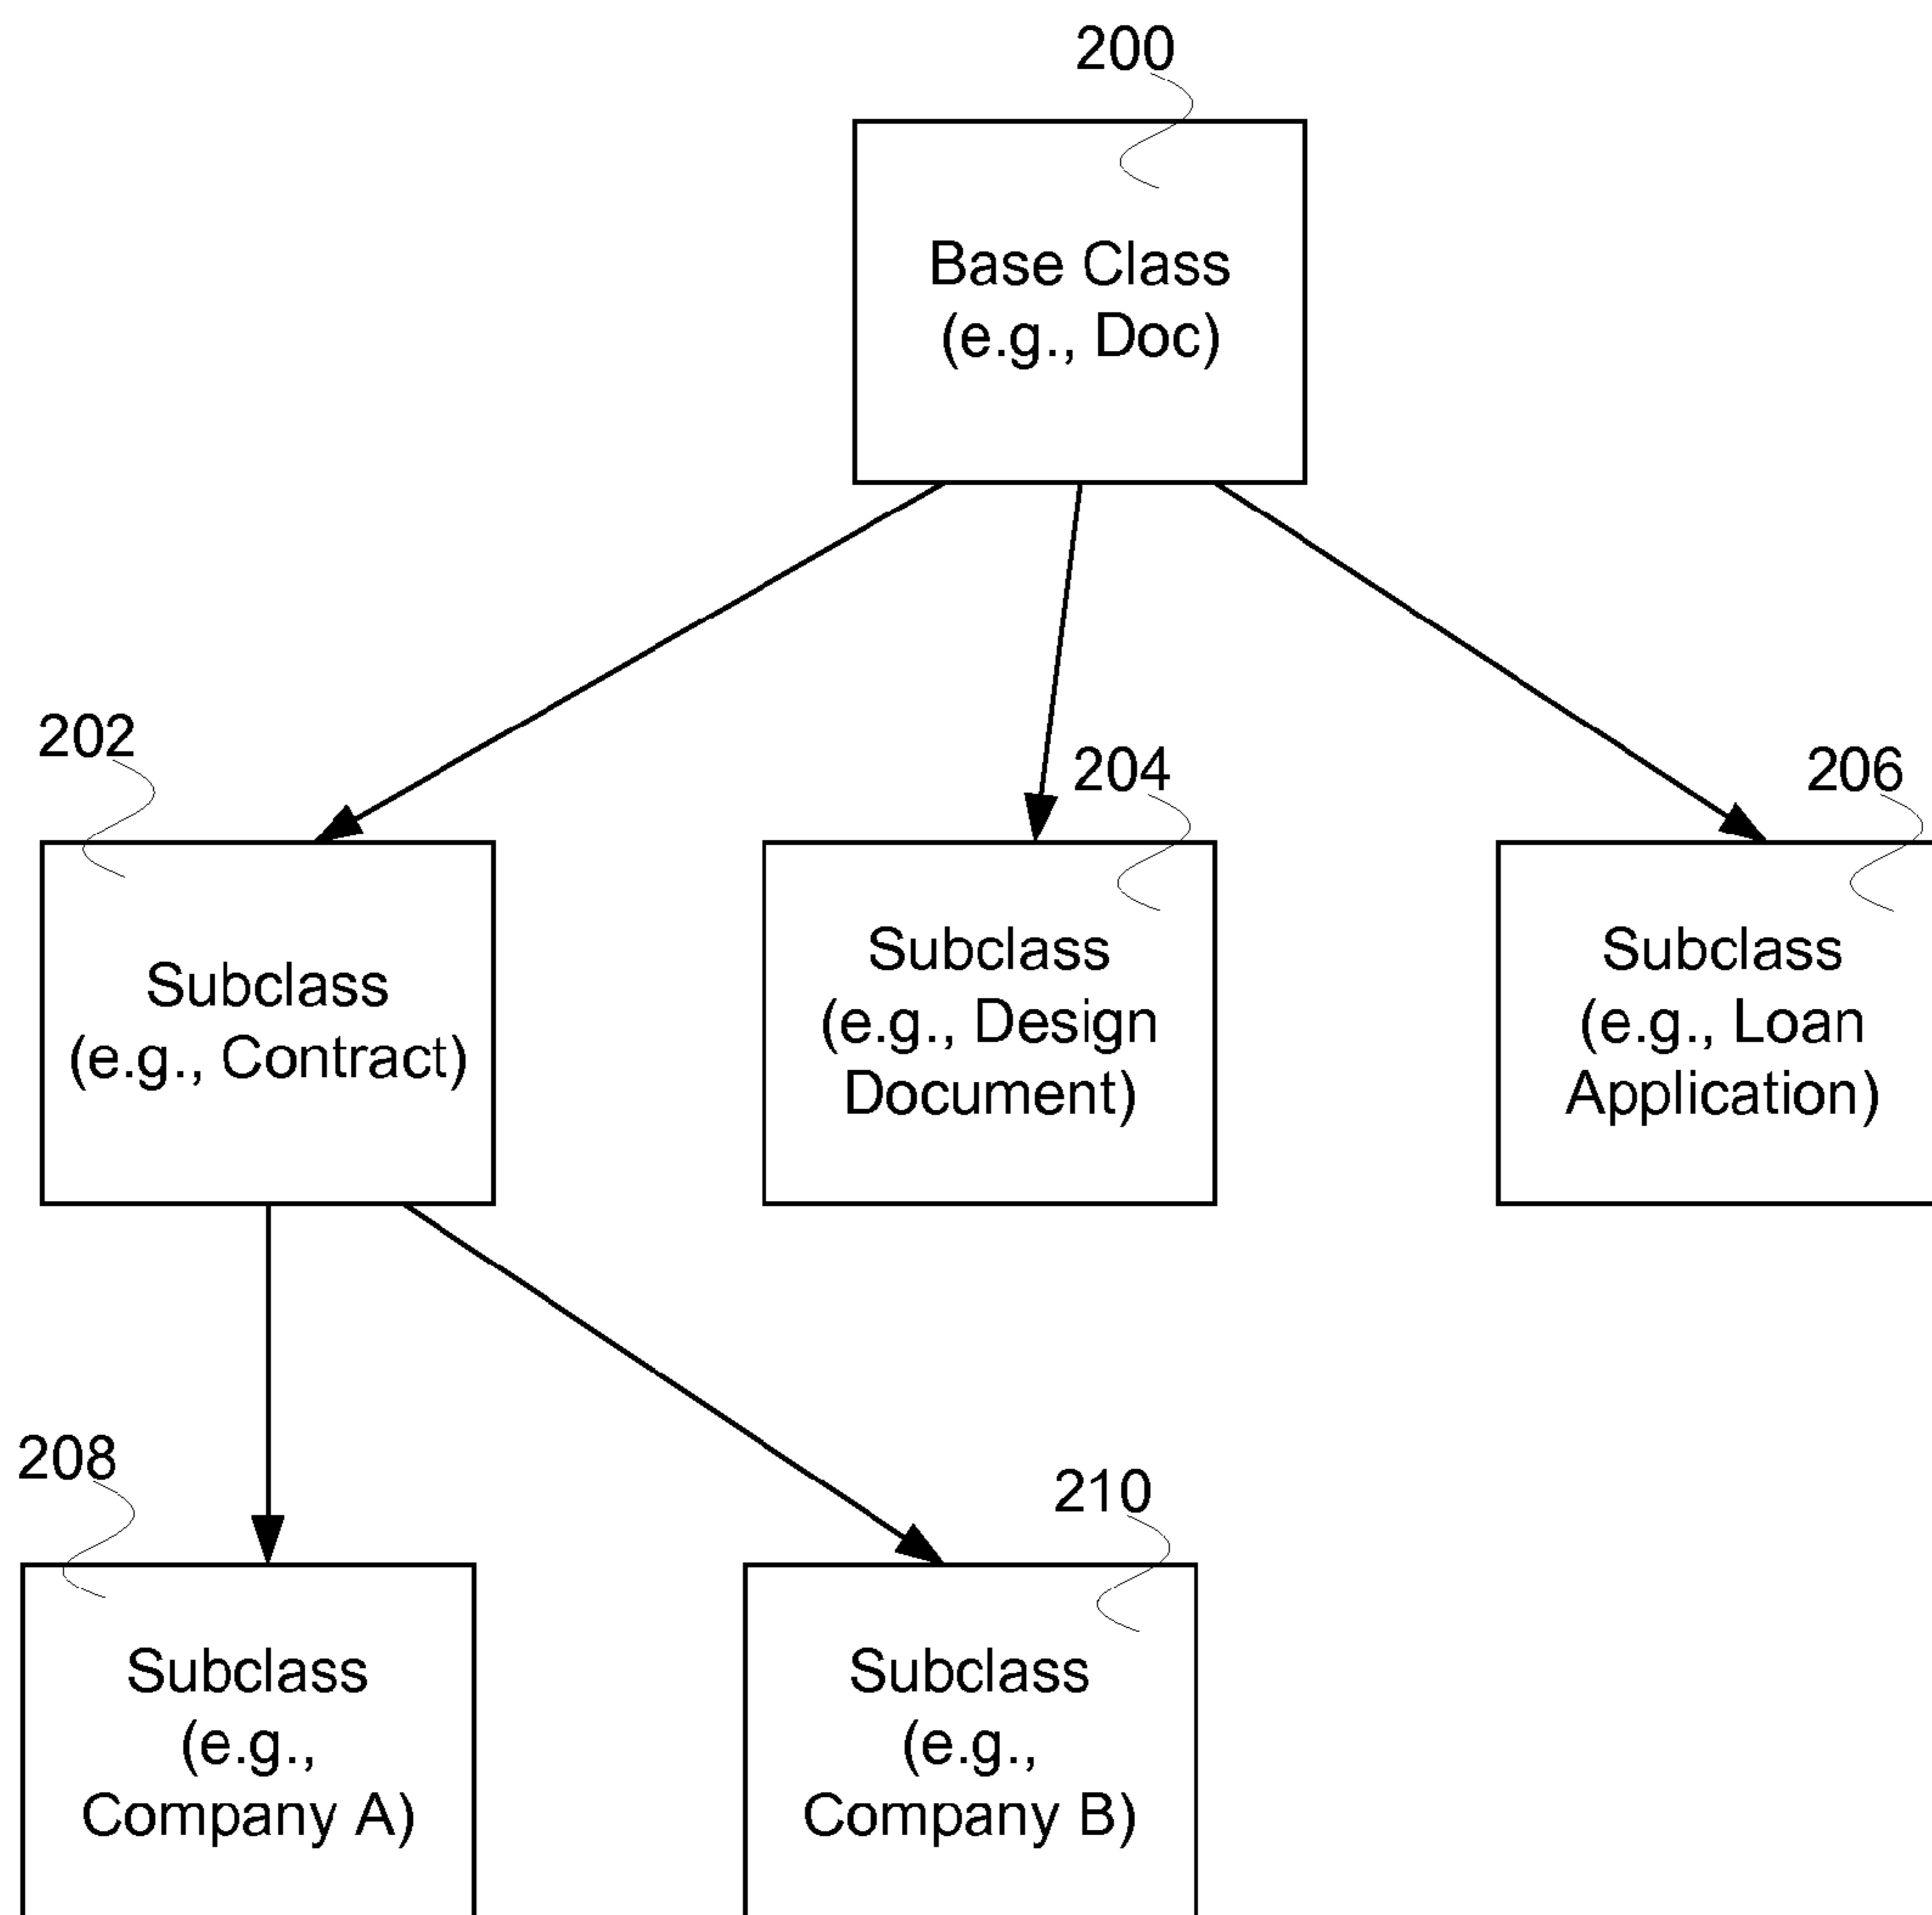 200
Base Class
(e.g., Doc)
202
204
206
Subclass
(e.g., Contract)
Subclass
(e.g., Design
Document)
Subclass
(e.g., Loan
Application)
208
210
Subclass
(e.g.,
Company A)
Subclass
(e.g.,
Company B)